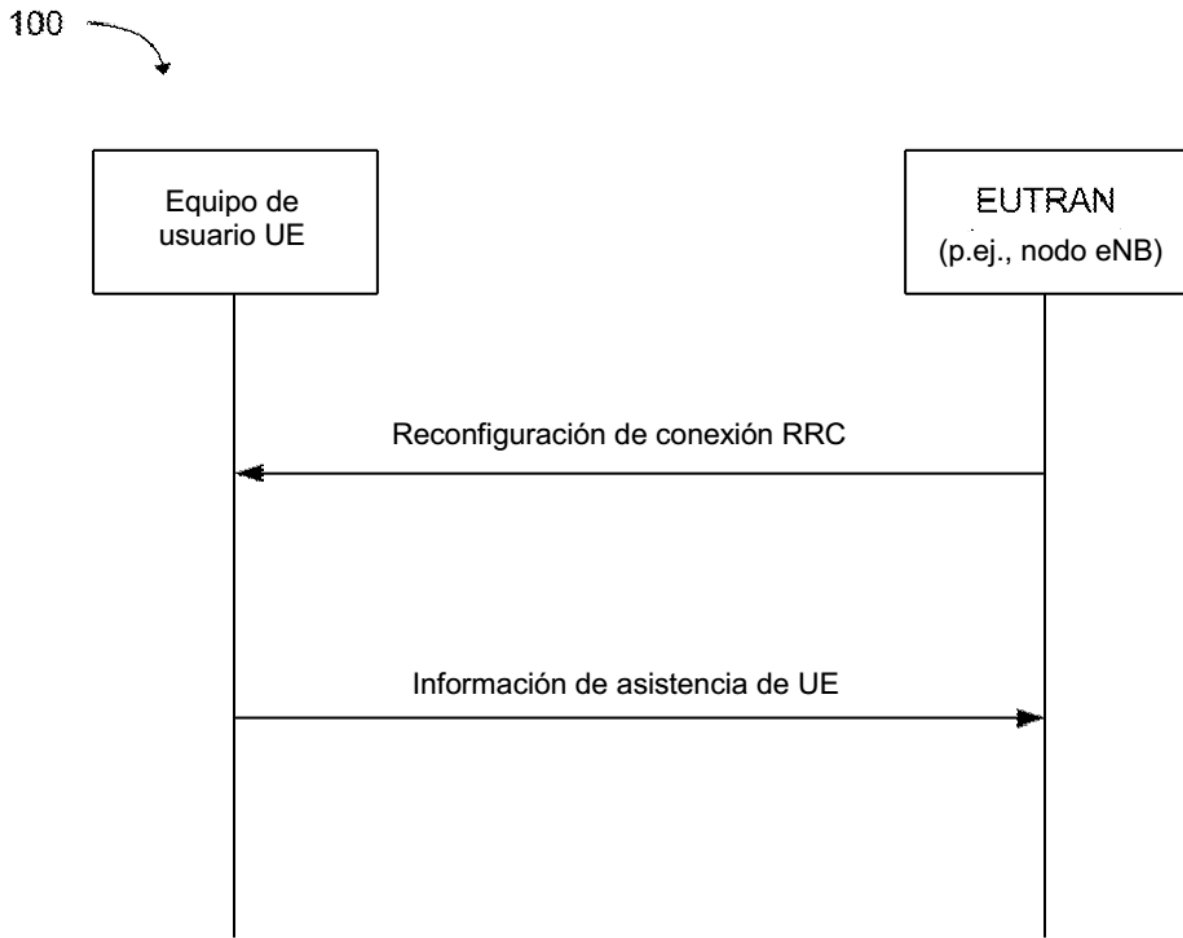 100
Equipo de
usuario UE
EUTRAN
(p.ej., nodo eNB)
Reconfiguración de conexión RRC
Información de asistencia de UE